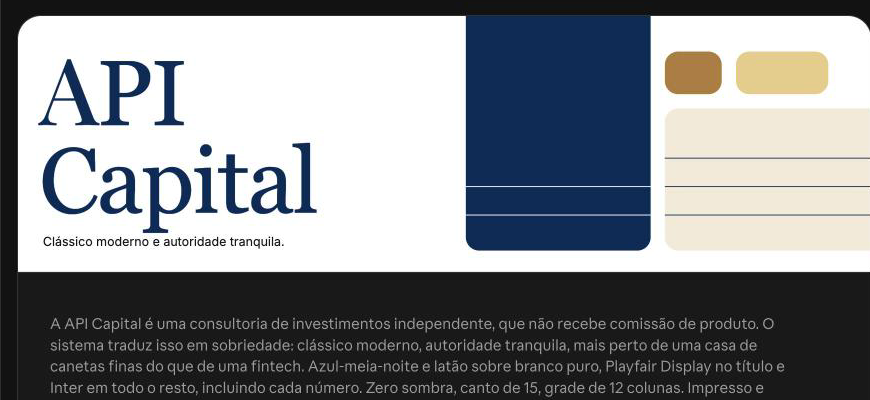 API
Capital
Clássico moderno e autoridade tranquila.
A API Capital é uma consultoria de investimentos independente, que não recebe comissão de produto. O
sistema traduz isso em sobriedade: clássico moderno, autoridade tranquila, mais perto de uma casa de
canetas finas do que de uma fintech. Azul-meia-noite e latão sobre branco puro, Playfair Display no título e
Inter em todo o resto, incluindo cada número. Zero sombra, canto de 15, grade de 12 colunas. Impresso e